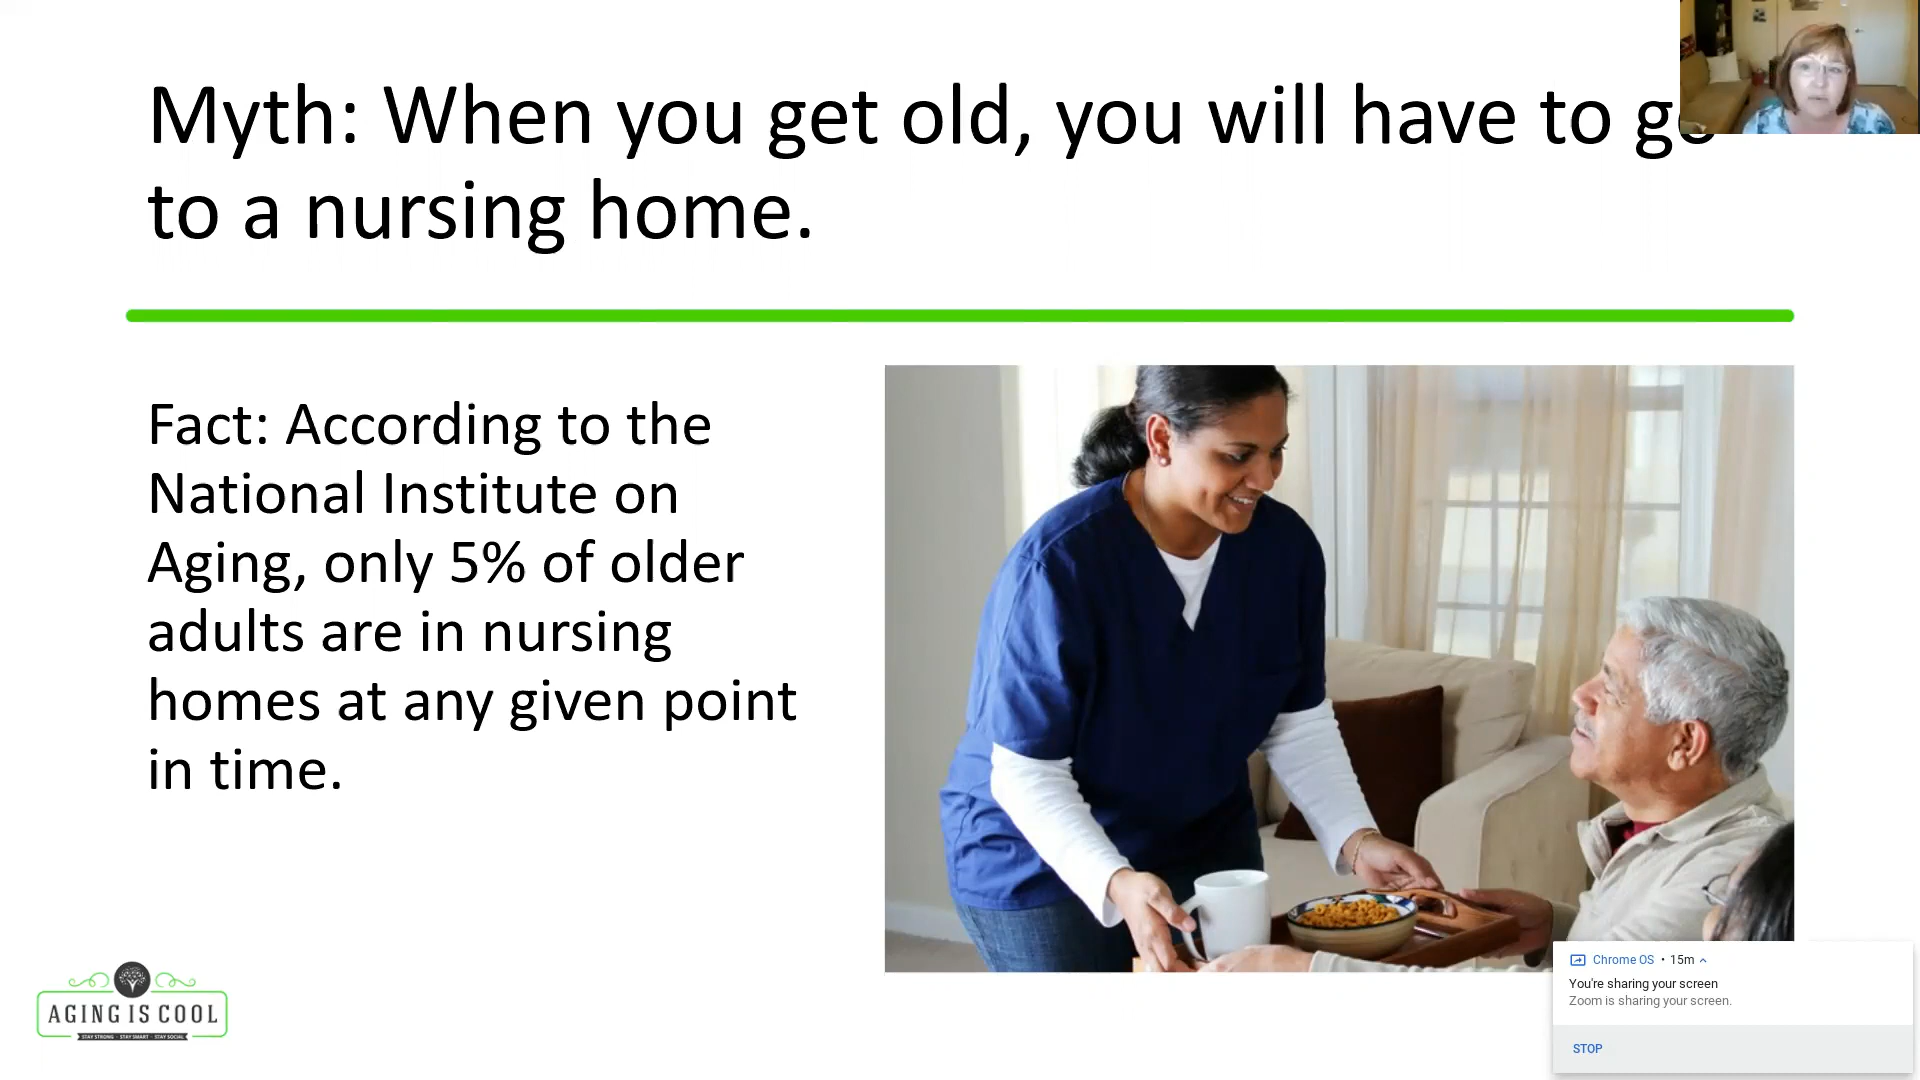 Myth: When you get old, you will have to go
to a nursing home.
Fact: According to the
National Institute on
Aging, only 5% of older
adults are in nursing
homes at any given point
in time.
AGING IS COOL
STAY STRONG · STAY SMART · STAY SOCIAL
Chrome OS • 15m
You're sharing your screen
Zoom is sharing your screen.
STOP